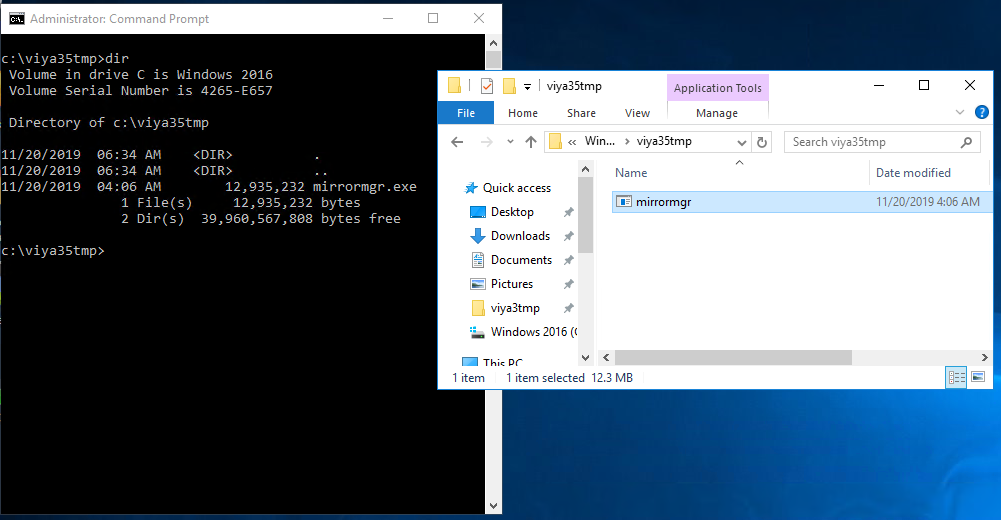 Administrator: Command Prompt
c:\viya35tmp>dir
 Volume in drive C is Windows 2016
 Volume Serial Number is 4265-E657

 Directory of c:\viya35tmp

11/20/2019  06:34 AM    <DIR>          .
11/20/2019  06:34 AM    <DIR>          ..
11/20/2019  04:06 AM        12,935,232 mirrormgr.exe
               1 File(s)     12,935,232 bytes
               2 Dir(s)  39,960,567,808 bytes free

c:\viya35tmp>
viya35tmp
Application Tools
File Home Share View Manage
« Win... > viya35tmp
Search viya35tmp
Quick access
Desktop
Downloads
Documents
Pictures
viya3tmp
Windows 2016 (
This PC
Name Date modified
mirrormgr 11/20/2019 4:06 AM
1 item 1 item selected 12.3 MB